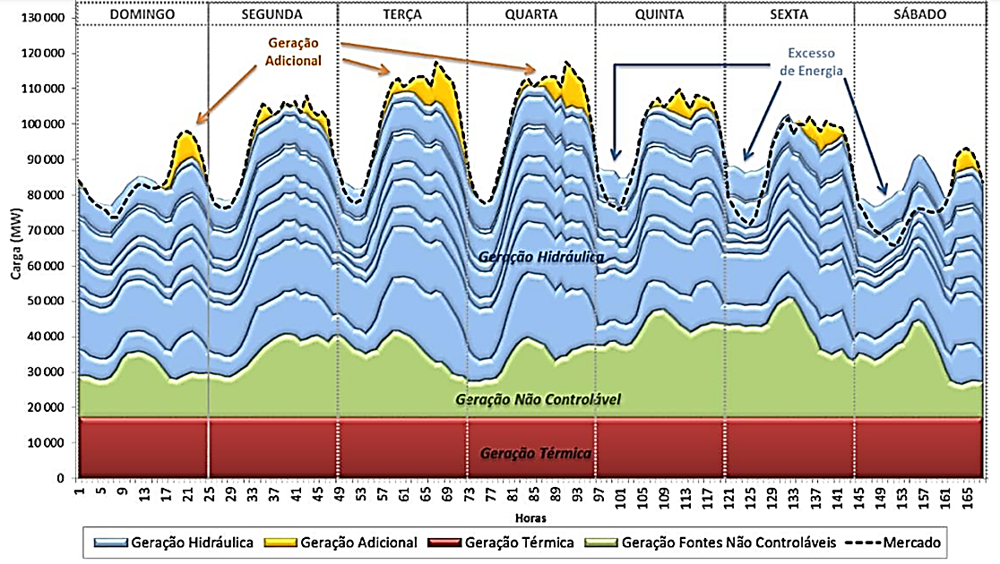 DOMINGO SEGUNDA TERÇA QUARTA QUINTA SEXTA SÁBADO
130 000
120 000
110 000
100 000
90 000
80 000
70 000
60 000
50 000
40 000
30 000
20 000
10 000
0
Carga (MW)
Geração
Adicional
Excesso
de Energia
Geração Hidráulica
Geração Não Controlável
Geração Térmica
1 5 9 13 17 21 25 29 33 37 41 45 49 53 57 61 65 69 73 77 81 85 89 93 97 101 105 109 113 117 121 125 129 133 137 141 145 149 153 157 161 165
Horas
Geração Hidráulica Geração Adicional Geração Térmica Geração Fontes Não Controláveis Mercado